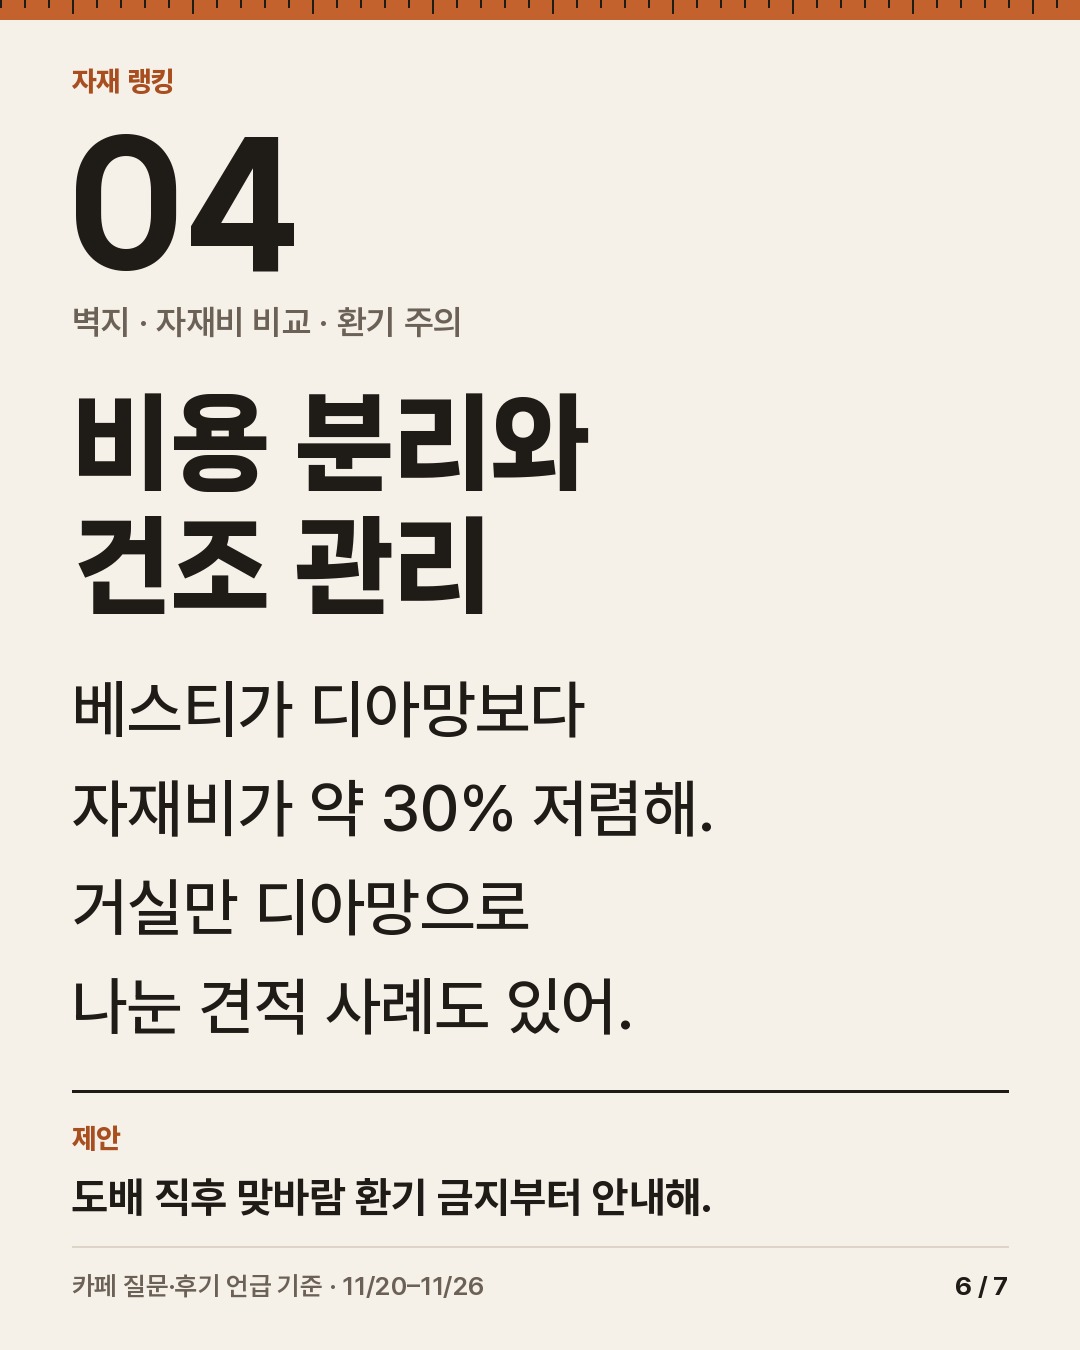 자재 랭킹
04
벽지 · 자재비 비교 · 환기 주의
비용 분리와
건조 관리
베스티가 디아망보다
자재비가 약 30% 저렴해.
거실만 디아망으로
나눈 견적 사례도 있어.
제안
도배 직후 맞바람 환기 금지부터 안내해.
카페 질문·후기 언급 기준 · 11/20–11/26
6 / 7